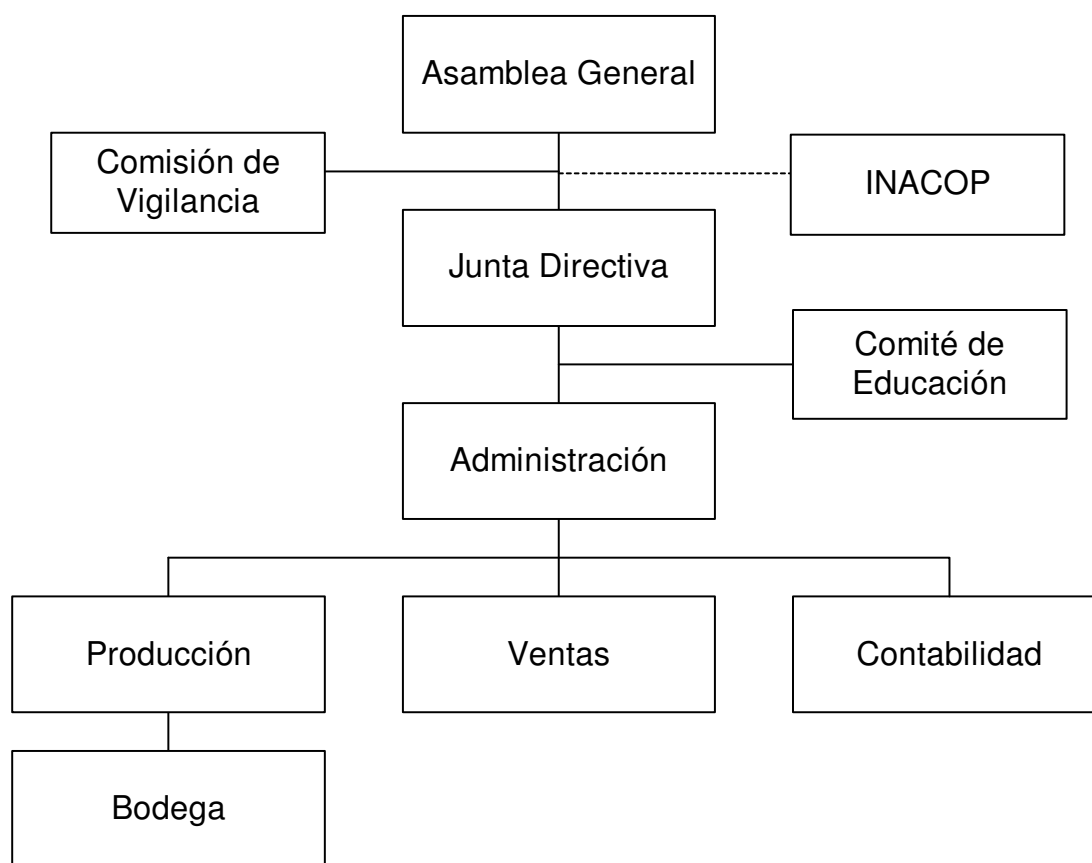 Asamblea General
Comisión de
Vigilancia
INACOP
Junta Directiva
Comité de
Educación
Administración
Producción
Ventas
Contabilidad
Bodega